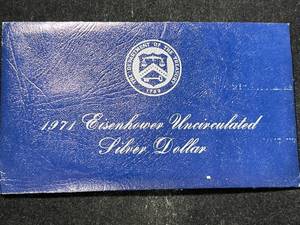 THE DEPARTMENT OF THE TREASURY
1789
1971 Eisenhower Uncirculated
Silver Dollar